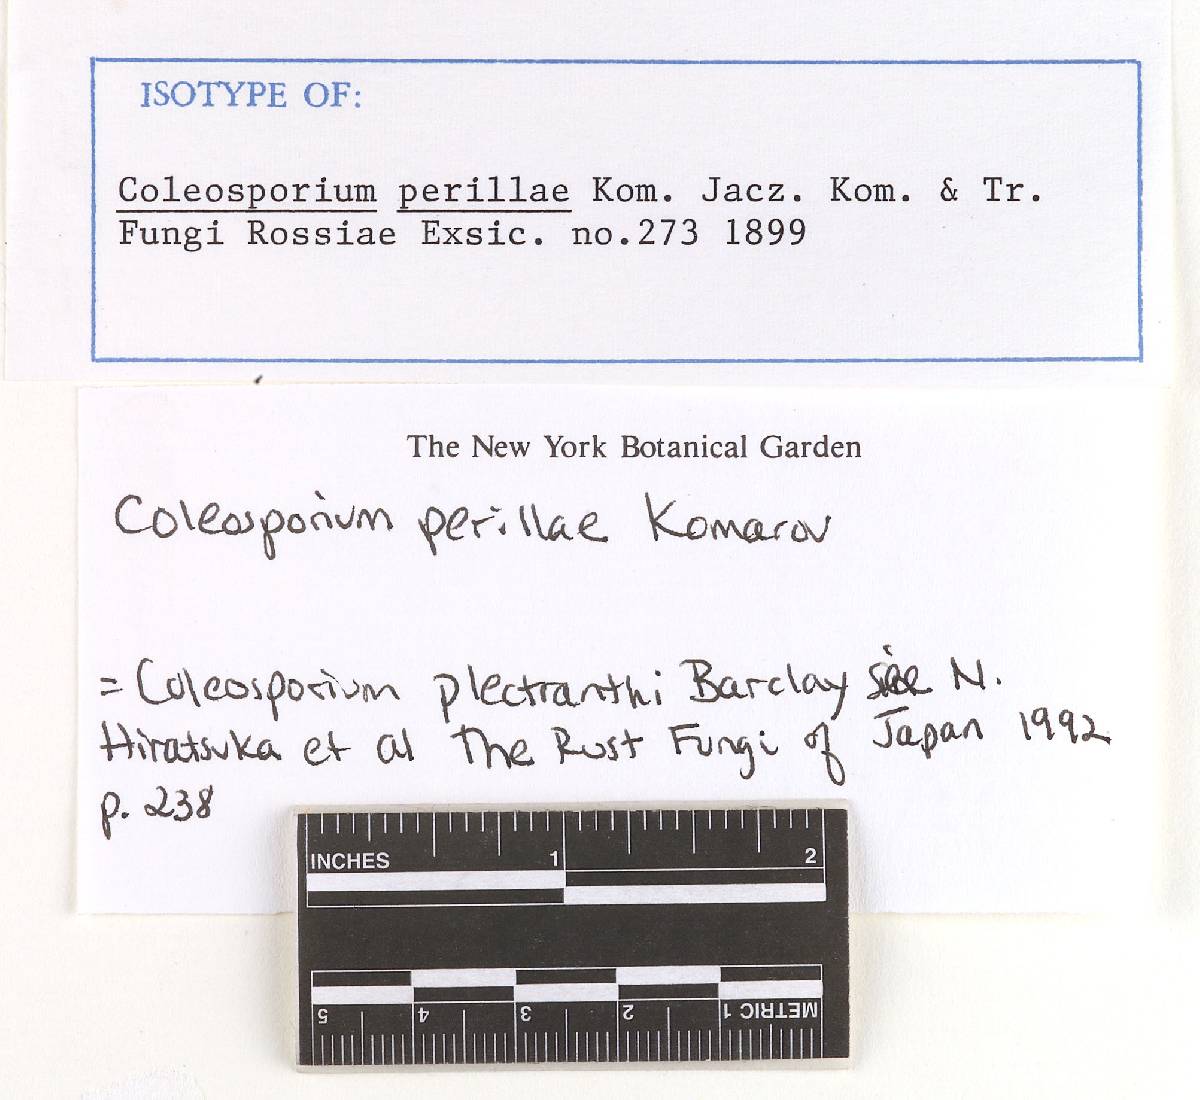 ISOTYPE OF:
Coleosporium perillae Kom. Jacz. Kom. & Tr.
Fungi Rossiae Exsic. no.273 1899
The New York Botanical Garden
Coleosporium perillae Komarov
= Coleosporium plectranthi Barclay see N.
Hiratsuka et al The Rust Fungi of Japan 1992
p. 238
INCHES 1 2
5 4 3 2 1 METRIC